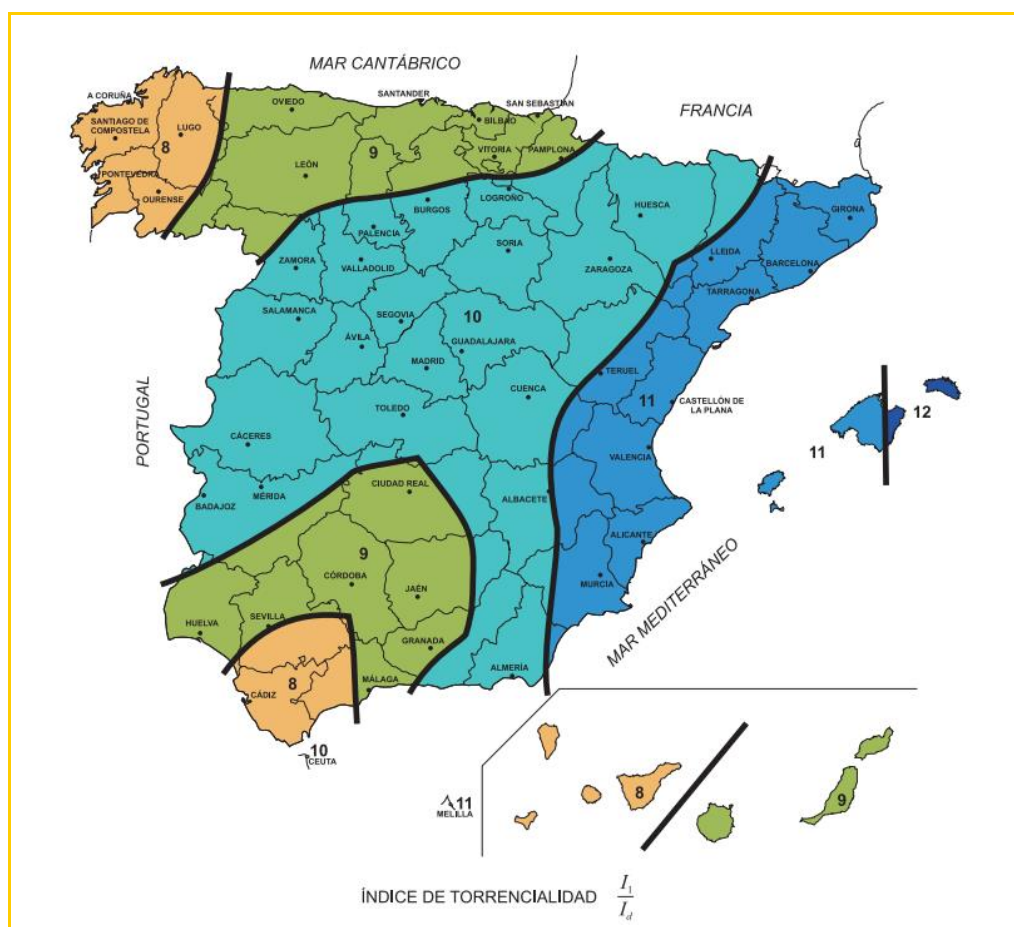 MAR CANTÁBRICO
A CORUÑA
SANTANDER
OVIEDO
SAN SEBASTIÁN
FRANCIA
SANTIAGO DE
COMPOSTELA
LUGO
BILBAO
8
9
VITORIA
PAMPLONA
LEÓN
PONTEVEDRA
OURENSE
LOGROÑO
BURGOS
HUESCA
GIRONA
PALENCIA
SORIA
LLEIDA
ZAMORA
VALLADOLID
ZARAGOZA
BARCELONA
TARRAGONA
SALAMANCA
SEGOVIA
10
ÁVILA
GUADALAJARA
MADRID
TERUEL
CUENCA
PORTUGAL
11
CASTELLÓN DE
LA PLANA
12
TOLEDO
CÁCERES
VALENCIA
11
CIUDAD REAL
MÉRIDA
BADAJOZ
ALBACETE
ALICANTE
9
CÓRDOBA
JAÉN
MURCIA
MAR MEDITERRÁNEO
HUELVA
SEVILLA
GRANADA
ALMERÍA
MÁLAGA
8
CÁDIZ
10
CEUTA
11
MELILLA
8
9
ÍNDICE DE TORRENCIALIDAD I1/Id